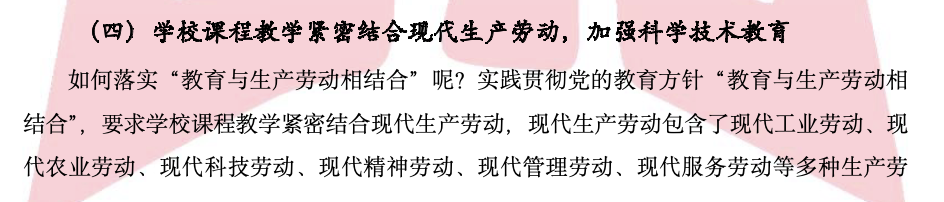 （四）学校课程教学紧密结合现代生产劳动，加强科学技术教育
如何落实“教育与生产劳动相结合”呢？实践贯彻党的教育方针“教育与生产劳动相
结合”，要求学校课程教学紧密结合现代生产劳动，现代生产劳动包含了现代工业劳动、现
代农业劳动、现代科技劳动、现代精神劳动、现代管理劳动、现代服务劳动等多种生产劳